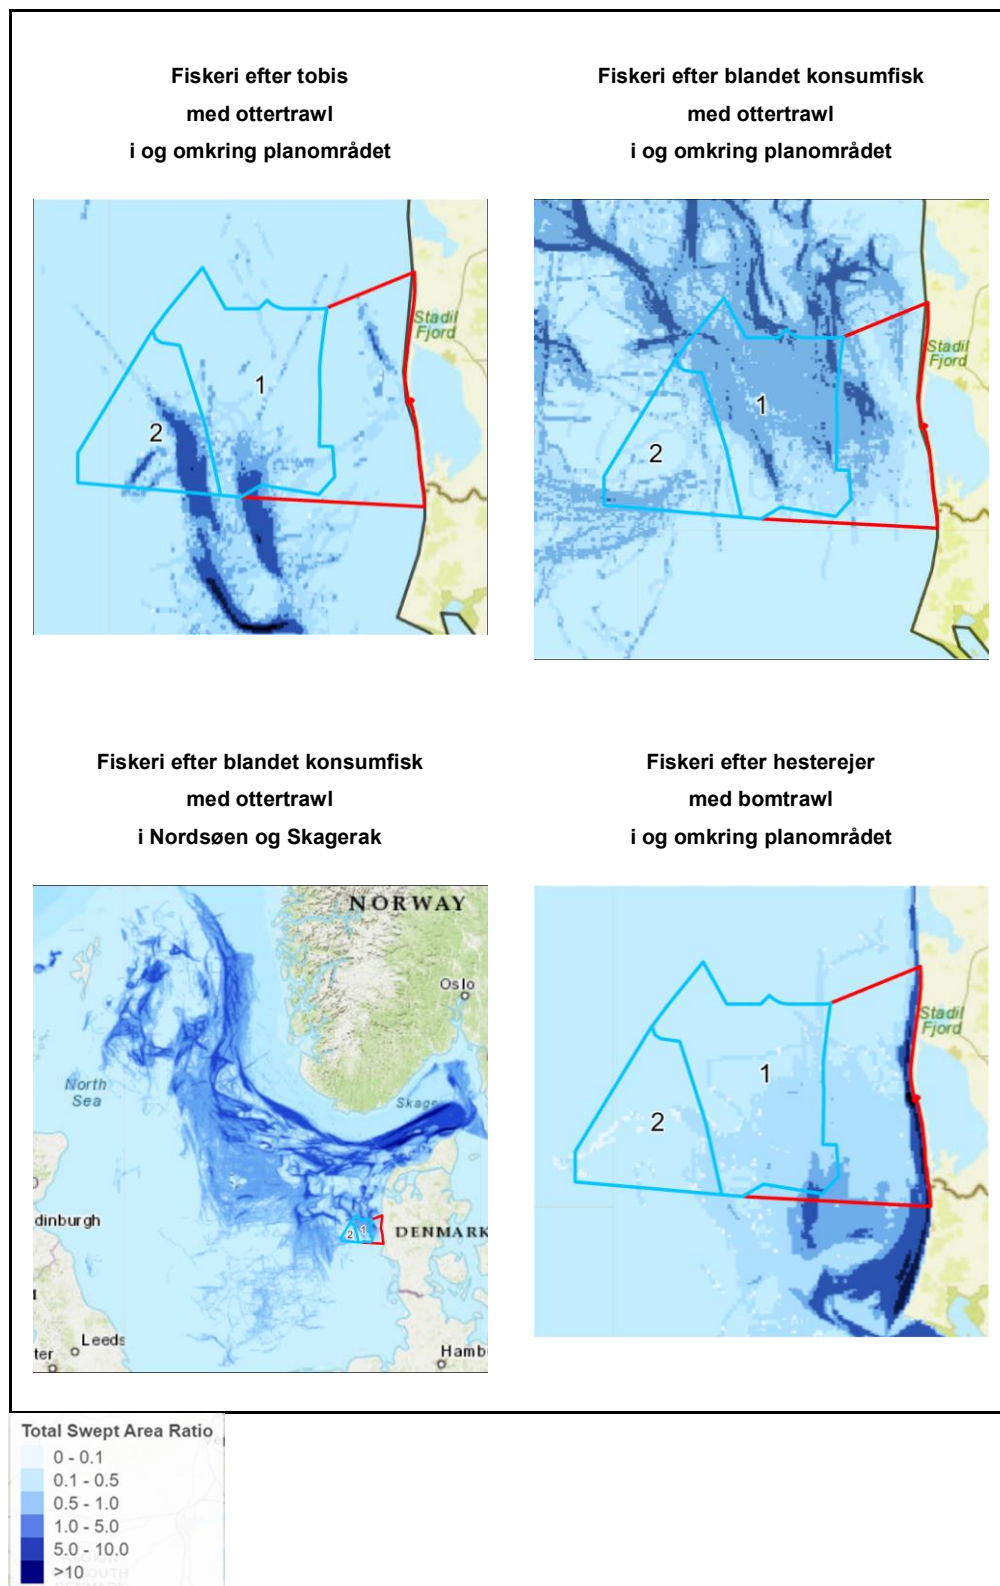 Fiskeri efter tobis
med ottertrawl
i og omkring planområdet
Stadil
Fjord
1
2
Fiskeri efter blandet konsumfisk
med ottertrawl
i og omkring planområdet
Stadil
Fjord
1
2
Fiskeri efter blandet konsumfisk
med ottertrawl
i Nordsøen og Skagerak
NORWAY
Oslo
North
Sea
Skage
dinburgh
2
1
DENMARK
Leeds
ter
Hamb
Fiskeri efter hesterejer
med bomtrawl
i og omkring planområdet
Stadil
Fjord
1
2
Total Swept Area Ratio
0 - 0.1
0.1 - 0.5
0.5 - 1.0
1.0 - 5.0
5.0 - 10.0
>10